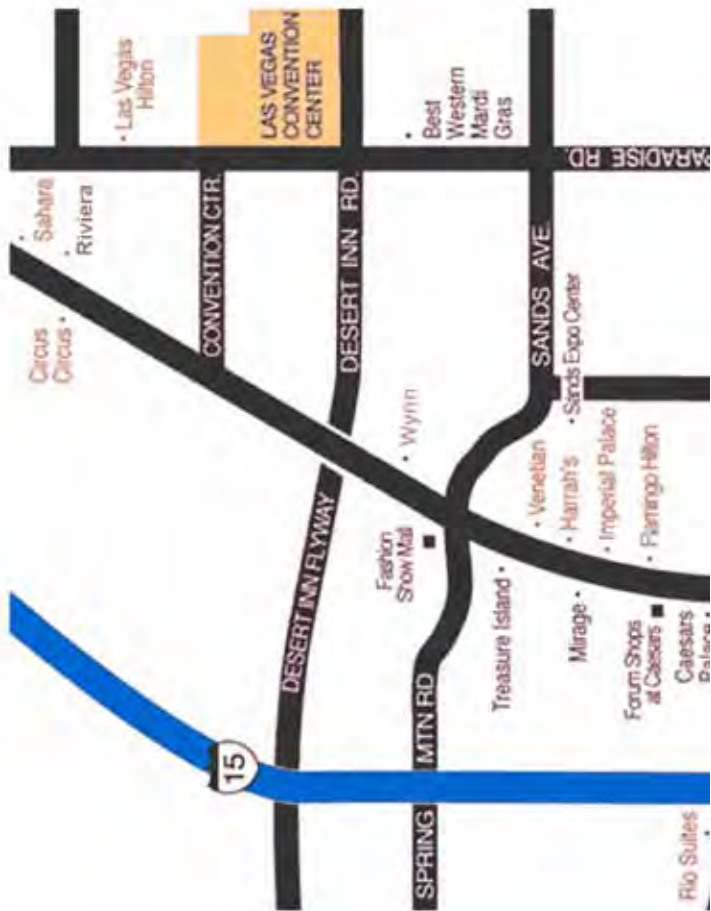 Las Vegas
Hilton
LAS VEGAS
CONVENTION
CENTER
Best
Western
Mardi
Gras
PARADISE RD.
Sahara
Riviera
Circus
Circus
CONVENTION CTR.
DESERT INN RD.
SANDS AVE.
Sands Expo Center
Wynn
Venetian
Harrah's
Imperial Palace
Flamingo Hilton
DESERT INN FLYWAY
Fashion
Show Mall
Treasure Island
Mirage
Forum Shops
at Caesars
Caesars
Palace
15
SPRING MTN RD
Rio Suites